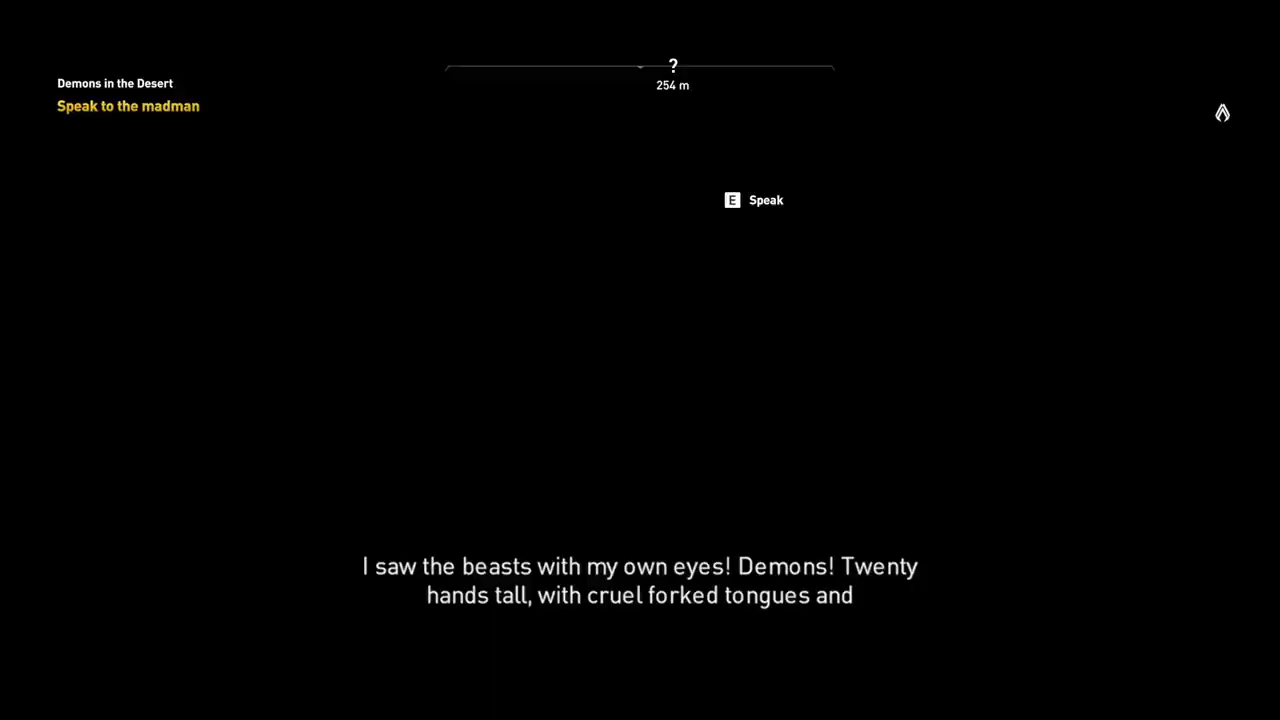 ?
254 m
Demons in the Desert
Speak to the madman
E Speak
I saw the beasts with my own eyes! Demons! Twenty
hands tall, with cruel forked tongues and